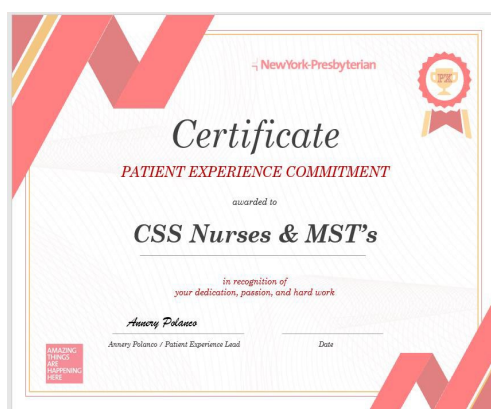 NewYork-Presbyterian
PX
Certificate
PATIENT EXPERIENCE COMMITMENT
awarded to
CSS Nurses & MST's
in recognition of
your dedication, passion, and hard work
Annery Polanco
Annery Polanco / Patient Experience Lead
Date
AMAZING
THINGS
ARE
HAPPENING
HERE